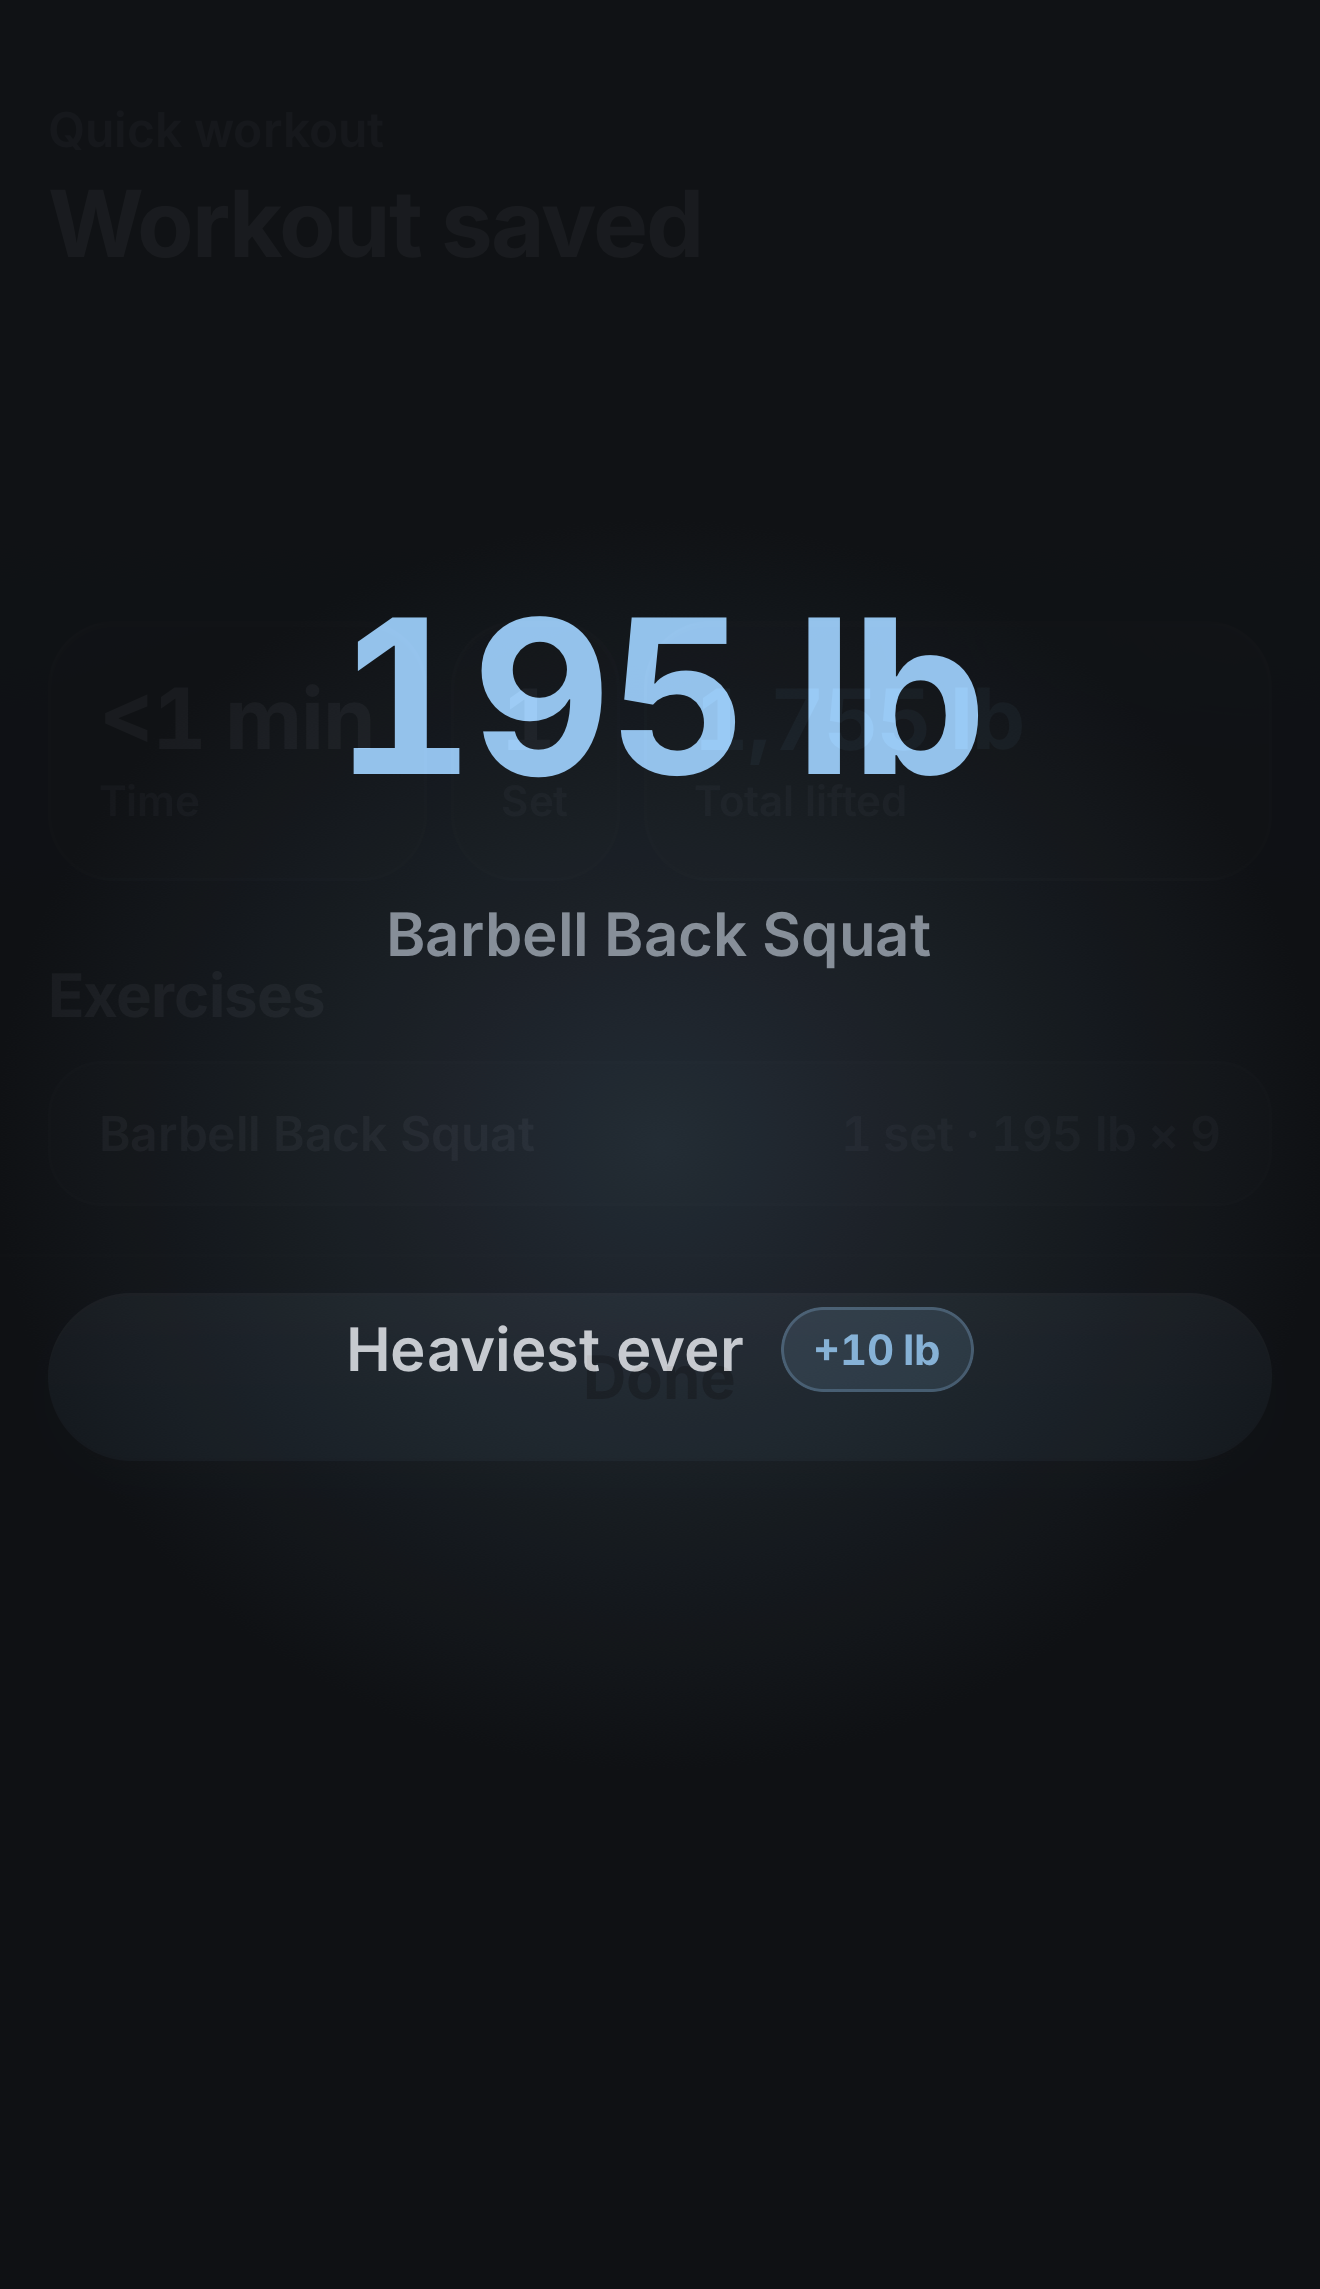 Quick workout
Workout saved
195 lb
<1 min
1
1,755 lb
Time
Set
Total lifted
Barbell Back Squat
Exercises
Barbell Back Squat
1 set · 195 lb × 9
Heaviest ever
+10 lb
Done